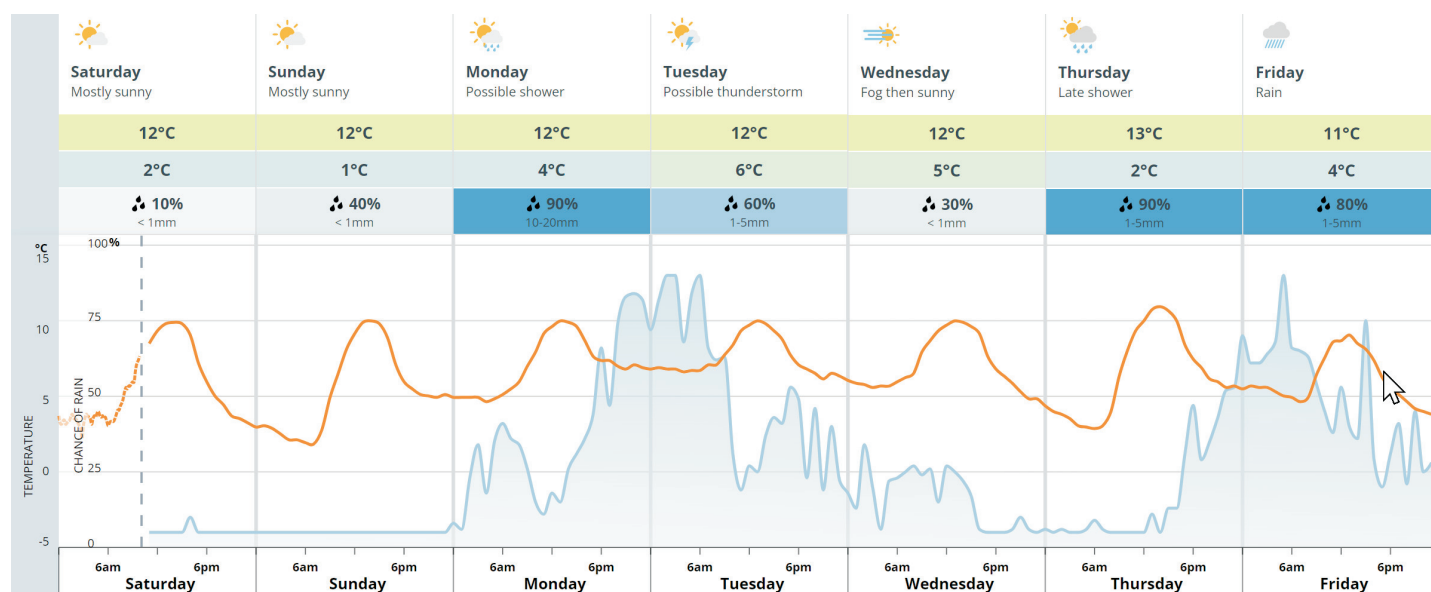 Saturday
Mostly sunny
Sunday
Mostly sunny
Monday
Possible shower
Tuesday
Possible thunderstorm
Wednesday
Fog then sunny
Thursday
Late shower
Friday
Rain
12°C 12°C 12°C 12°C 12°C 13°C 11°C
2°C 1°C 4°C 6°C 5°C 2°C 4°C
10% 40% 90% 60% 30% 90% 80%
< 1mm < 1mm 10-20mm 1-5mm < 1mm 1-5mm 1-5mm
°C
15
10
5
0
-5
TEMPERATURE
100%
75
50
25
0
CHANCE OF RAIN
6am 6pm 6am 6pm 6am 6pm 6am 6pm 6am 6pm 6am 6pm 6am 6pm
Saturday Sunday Monday Tuesday Wednesday Thursday Friday